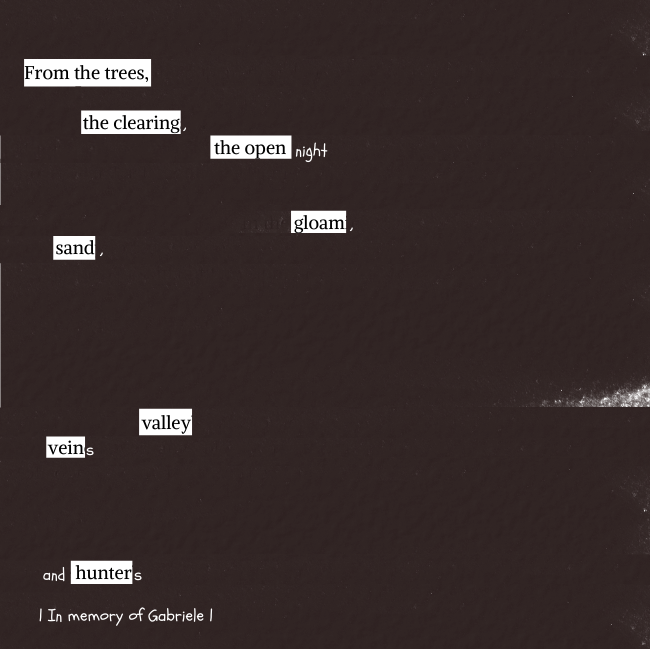 From the trees,
the clearing,
the open night
gloam,
sand,
valley
veins
and hunters
| In memory of Gabriele |